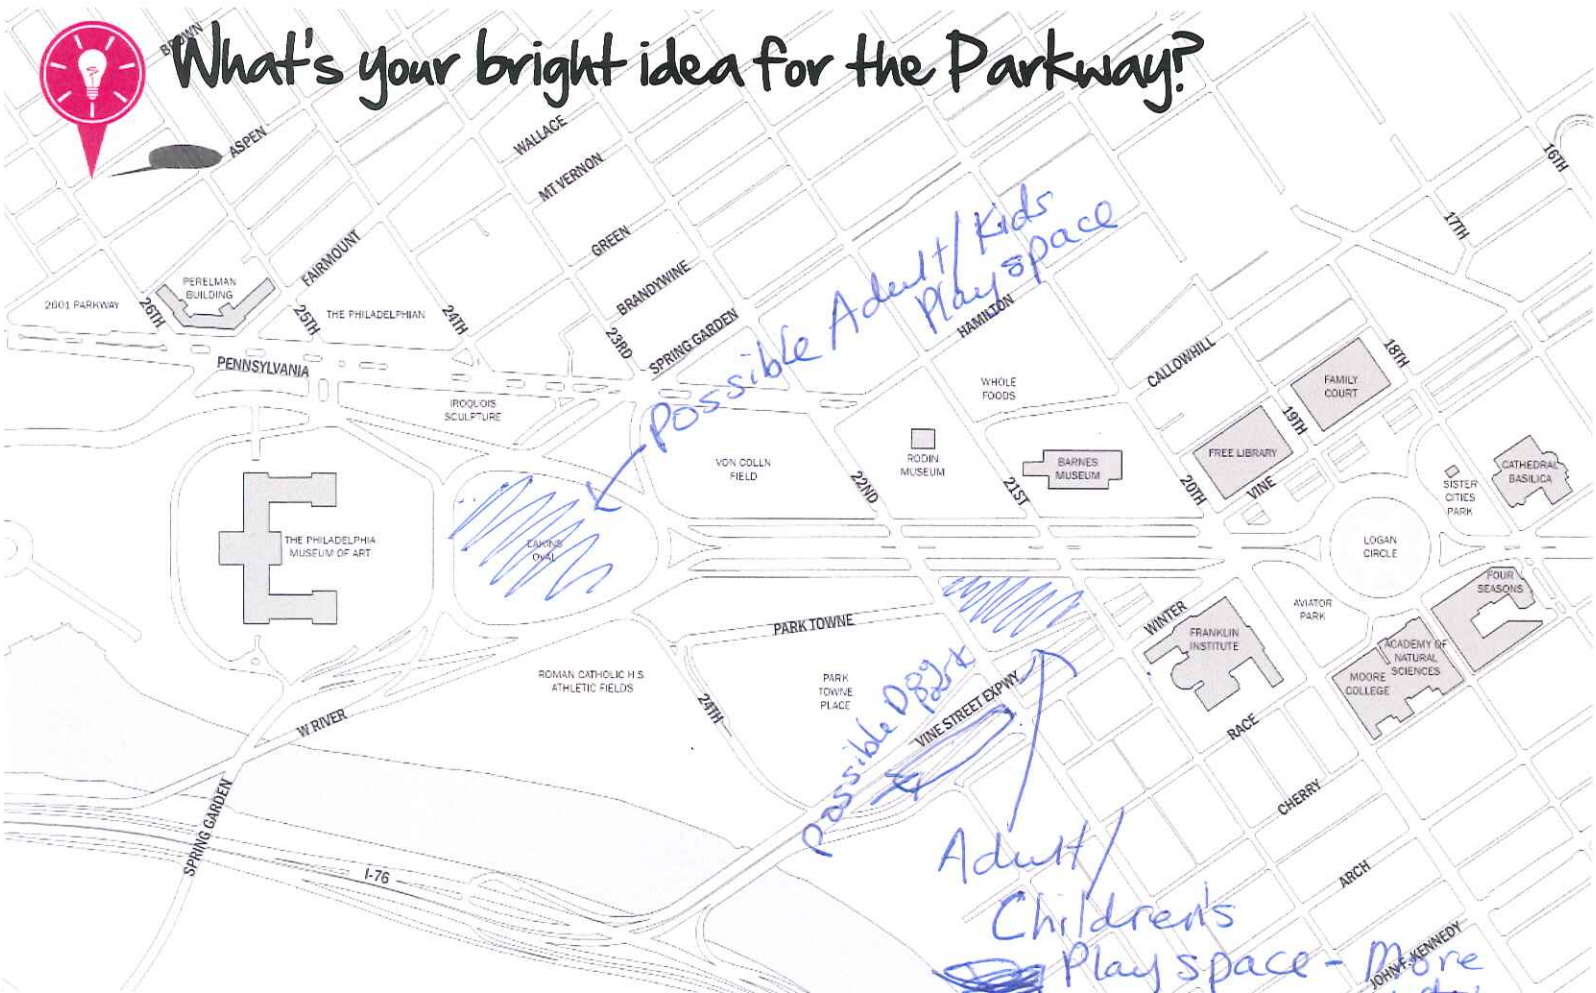 What's your bright idea for the Parkway?
BROWN
ASPEN
WALLACE
MT VERNON
GREEN
BRANDYWINE
SPRING GARDEN
FAIRMOUNT
16TH
17TH
Possible Adult/Kids
Play space
HAMILTON
PERELMAN
BUILDING
2601 PARKWAY
26TH
25TH
THE PHILADELPHIAN
24TH
23RD
PENNSYLVANIA
IROQUOIS
SCULPTURE
CALLOWHILL
WHOLE
FOODS
FAMILY
COURT
18TH
19TH
VON COLLN
FIELD
22ND
RODIN
MUSEUM
21ST
BARNES
MUSEUM
20TH
FREE LIBRARY
VINE
SISTER
CITIES
PARK
CATHEDRAL
BASILICA
THE PHILADELPHIA
MUSEUM OF ART
EAKINS
OVAL
LOGAN
CIRCLE
FOUR
SEASONS
AVIATOR
PARK
WINTER
FRANKLIN
INSTITUTE
ACADEMY OF
NATURAL
SCIENCES
MOORE
COLLEGE
PARK TOWNE
PARK
TOWNE
PLACE
ROMAN CATHOLIC H.S.
ATHLETIC FIELDS
24TH
W RIVER
SPRING GARDEN
I-76
Possible Dog
park
VINE STREET EXPWY
RACE
CHERRY
ARCH
JOHN F. KENNEDY
Adult/
Children's
Play space - More